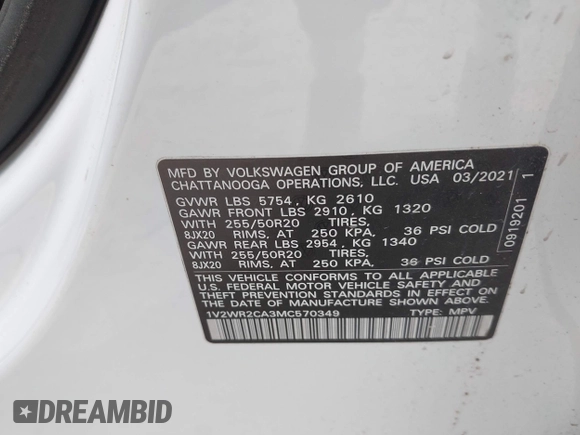 MFD BY VOLKSWAGEN GROUP OF AMERICA
CHATTANOOGA OPERATIONS, LLC. USA 03/2021
GVWR LBS 5754, KG 2610
GAWR FRONT LBS 2910, KG 1320
WITH 255/50R20 TIRES,
8JX20 RIMS, AT 250 KPA. 36 PSI COLD
GAWR REAR LBS 2954, KG 1340
WITH 255/50R20 TIRES,
8JX20 RIMS, AT 250 KPA. 36 PSI COLD
THIS VEHICLE CONFORMS TO ALL APPLICABLE
U.S. FEDERAL MOTOR VEHICLE SAFETY
STANDARDS IN EFFECT ON THE DATE OF
MANUFACTURE SHOWN ABOVE.
1V2WR2CA3MC570349 TYPE: MPV
0919201 1
DREAMBID
DREAMBID.COM